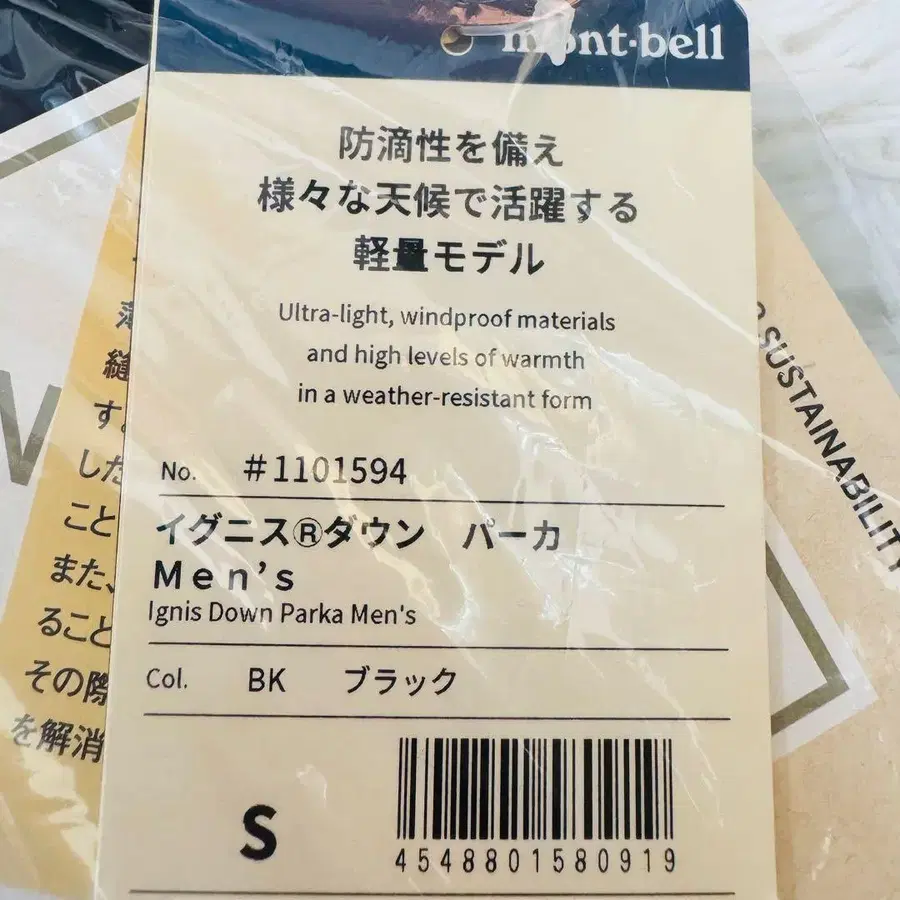 mont-bell
防滴性を備え
様々な天候で活躍する
軽量モデル
Ultra-light, windproof materials
and high levels of warmth
in a weather-resistant form
No. #1101594
イグニス®ダウン パーカ
Men's
Ignis Down Parka Men's
Col. BK ブラック
S
4548801580919
縫
す。
した
こと
また、
ること
その際
を解消
SUSTAINABILITY